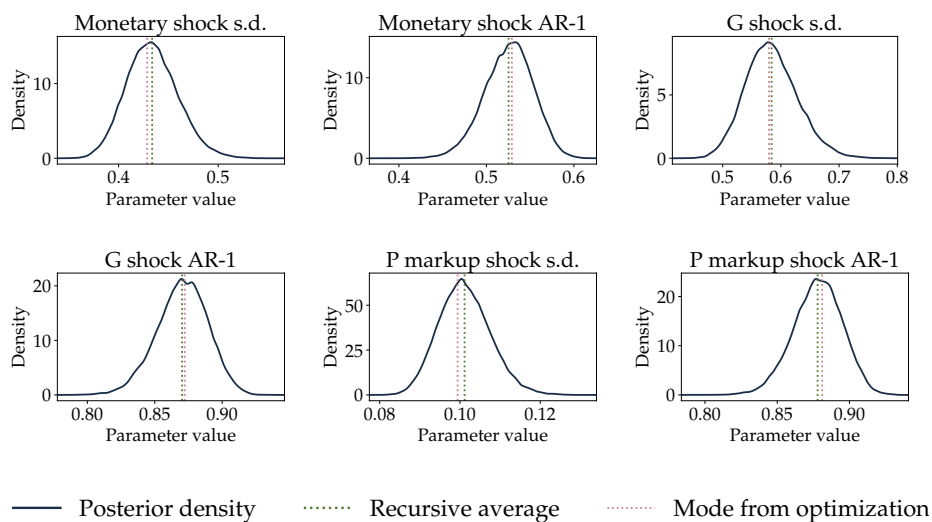 Monetary shock s.d.
Monetary shock AR-1
G shock s.d.
Density
10
0
0.4
0.5
Parameter value
Density
10
0
0.4
0.5
0.6
Parameter value
Density
5
0
0.5
0.6
0.7
0.8
Parameter value
G shock AR-1
P markup shock s.d.
P markup shock AR-1
Density
20
10
0
0.80
0.85
0.90
Parameter value
Density
50
25
0
0.08
0.10
0.12
Parameter value
Density
20
10
0
0.80
0.85
0.90
Parameter value
Posterior density
Recursive average
Mode from optimization